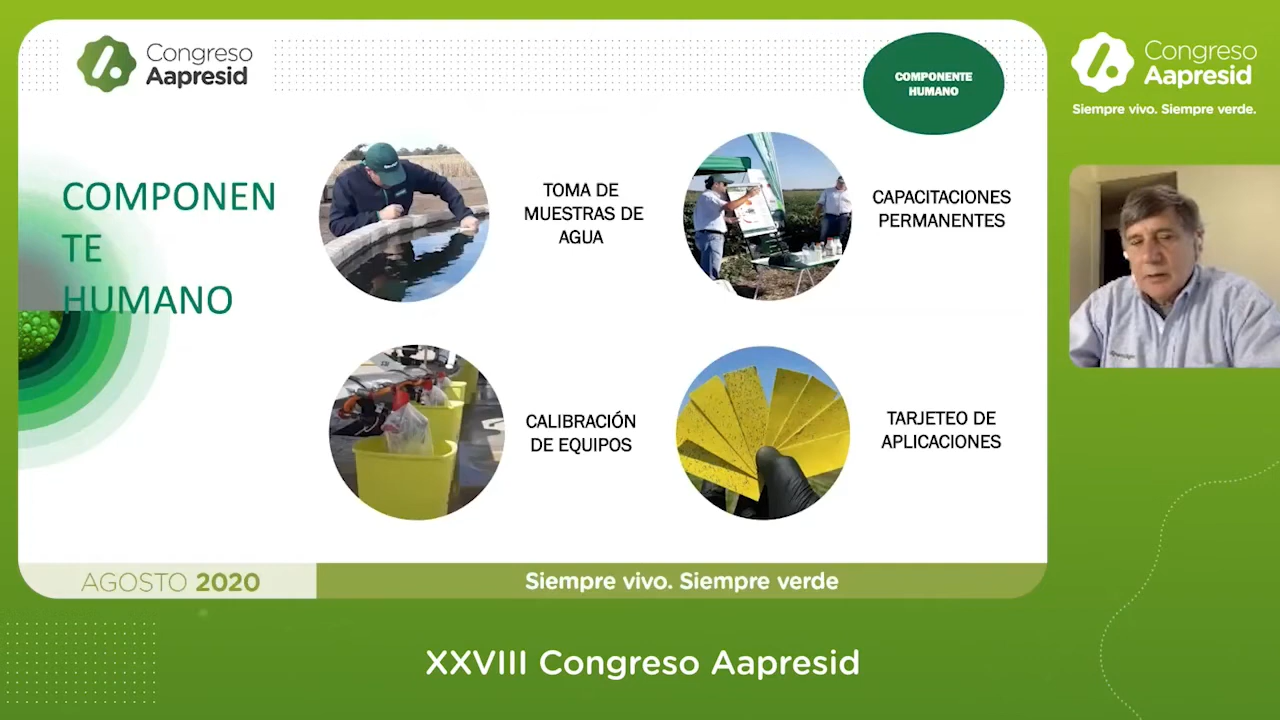 Congreso
Aapresid
COMPONENTE
HUMANO
COMPONEN
TE
HUMANO
TOMA DE
MUESTRAS DE
AGUA
CAPACITACIONES
PERMANENTES
CALIBRACIÓN
DE EQUIPOS
TARJETEO DE
APLICACIONES
AGOSTO 2020
Siempre vivo. Siempre verde
Congreso
Aapresid
Siempre vivo. Siempre verde.
XXVIII Congreso Aapresid